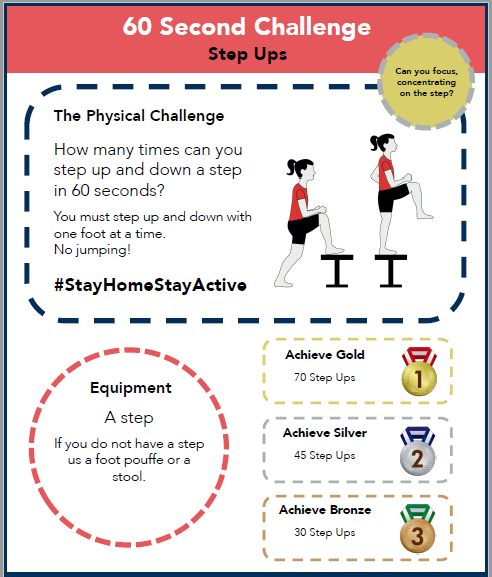 60 Second Challenge
Step Ups
Can you focus,
concentrating
on the step?
The Physical Challenge
How many times can you
step up and down a step
in 60 seconds?
You must step up and down with
one foot at a time.
No jumping!
#StayHomeStayActive
Equipment
A step
If you do not have a step
us a foot pouffe or a
stool.
Achieve Gold
70 Step Ups
1
Achieve Silver
45 Step Ups
2
Achieve Bronze
30 Step Ups
3